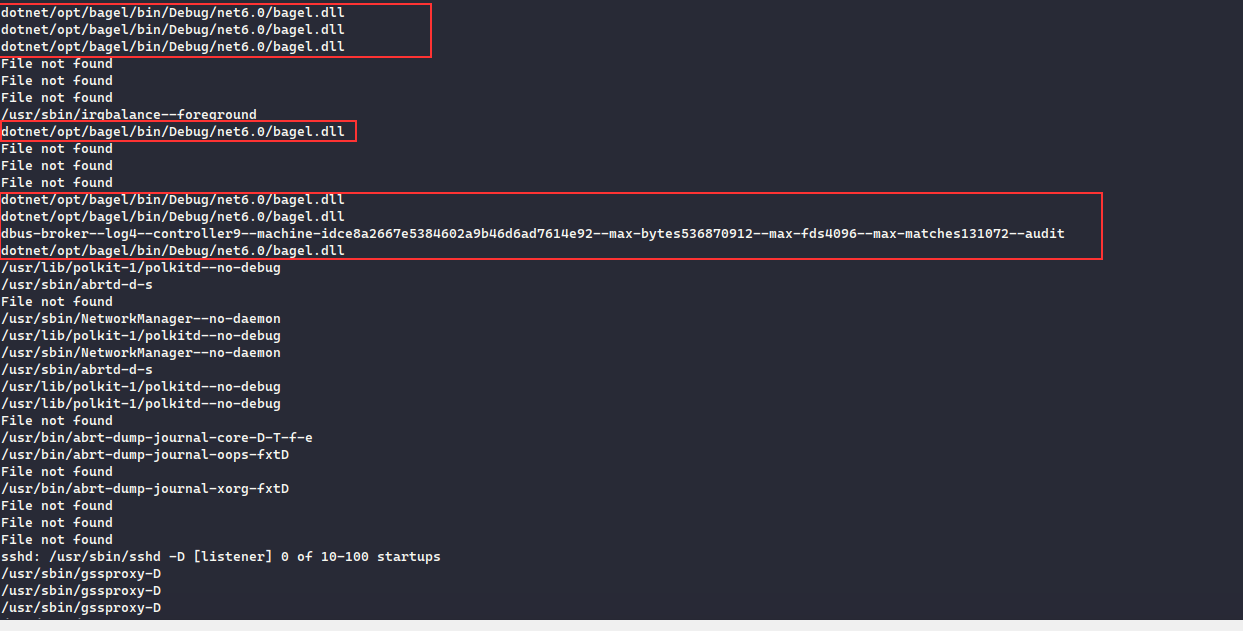 dotnet/opt/bagel/bin/Debug/net6.0/bagel.dll
dotnet/opt/bagel/bin/Debug/net6.0/bagel.dll
dotnet/opt/bagel/bin/Debug/net6.0/bagel.dll
File not found
File not found
File not found
/usr/sbin/irqbalance--foreground
dotnet/opt/bagel/bin/Debug/net6.0/bagel.dll
File not found
File not found
File not found
dotnet/opt/bagel/bin/Debug/net6.0/bagel.dll
dotnet/opt/bagel/bin/Debug/net6.0/bagel.dll
dbus-broker--log4--controller9--machine-idce8a2667e5384602a9b46d6ad7614e92--max-bytes536870912--max-fds4096--max-matches131072--audit
dotnet/opt/bagel/bin/Debug/net6.0/bagel.dll
/usr/lib/polkit-1/polkitd--no-debug
/usr/sbin/abrtd-d-s
File not found
/usr/sbin/NetworkManager--no-daemon
/usr/lib/polkit-1/polkitd--no-debug
/usr/sbin/NetworkManager--no-daemon
/usr/sbin/abrtd-d-s
/usr/lib/polkit-1/polkitd--no-debug
/usr/lib/polkit-1/polkitd--no-debug
File not found
/usr/bin/abrt-dump-journal-core-D-T-f-e
/usr/bin/abrt-dump-journal-oops-fxtD
File not found
/usr/bin/abrt-dump-journal-xorg-fxtD
File not found
File not found
File not found
sshd: /usr/sbin/sshd -D [listener] 0 of 10-100 startups
/usr/sbin/gssproxy-D
/usr/sbin/gssproxy-D
/usr/sbin/gssproxy-D